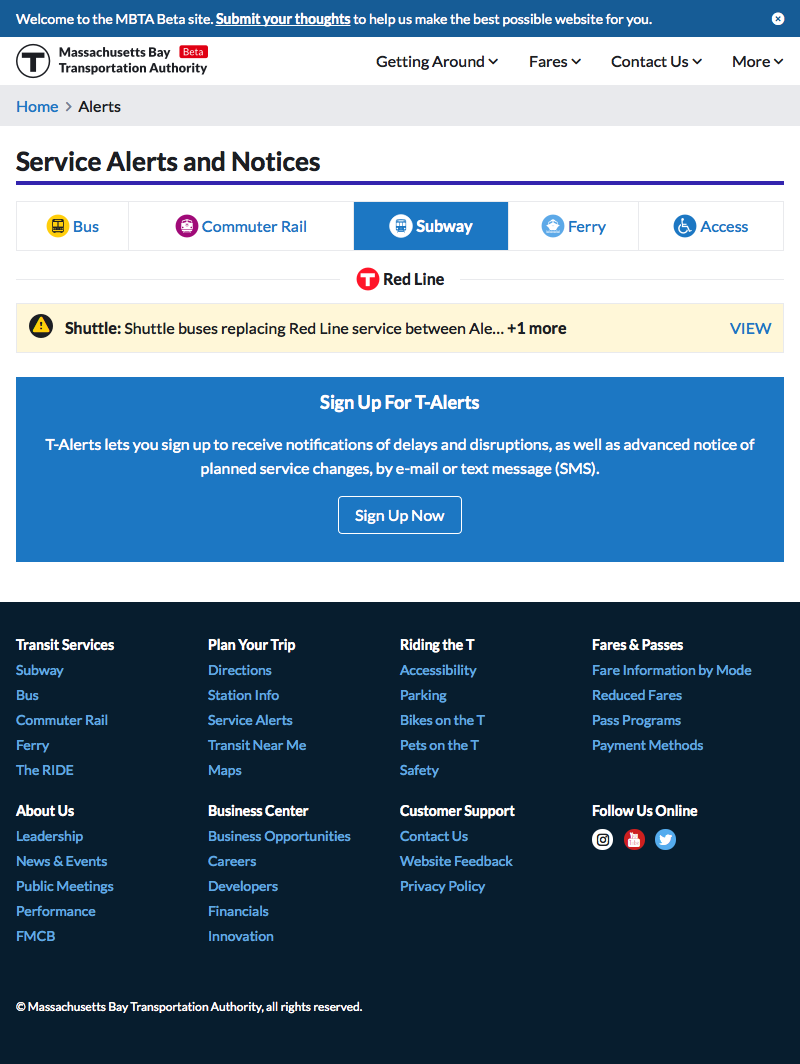 Welcome to the MBTA Beta site. Submit your thoughts to help us make the best possible website for you.
Massachusetts Bay Beta
Transportation Authority
Getting Around Fares Contact Us More
Home > Alerts
Service Alerts and Notices
Bus Commuter Rail Subway Ferry Access
T Red Line
Shuttle: Shuttle buses replacing Red Line service between Ale... +1 more VIEW
Sign Up For T-Alerts
T-Alerts lets you sign up to receive notifications of delays and disruptions, as well as advanced notice of
planned service changes, by e-mail or text message (SMS).
Sign Up Now
Transit Services Plan Your Trip Riding the T Fares & Passes
Subway Directions Accessibility Fare Information by Mode
Bus Station Info Parking Reduced Fares
Commuter Rail Service Alerts Bikes on the T Pass Programs
Ferry Transit Near Me Pets on the T Payment Methods
The RIDE Maps Safety
About Us Business Center Customer Support Follow Us Online
Leadership Business Opportunities Contact Us
News & Events Careers Website Feedback
Public Meetings Developers Privacy Policy
Performance Financials
FMCB Innovation
© Massachusetts Bay Transportation Authority, all rights reserved.